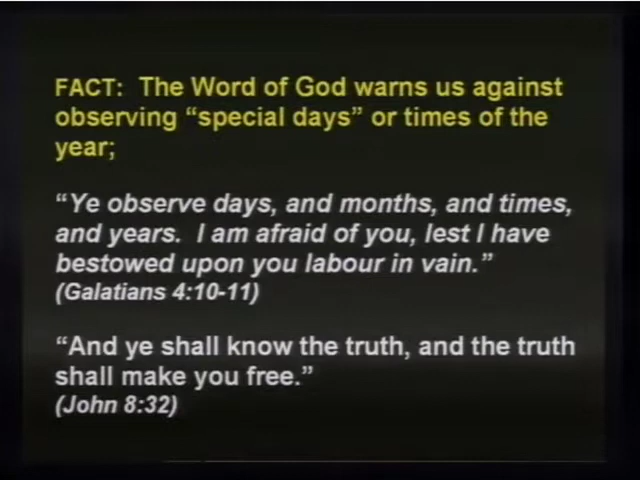 FACT:  The Word of God warns us against
observing “special days” or times of the
year;
“Ye observe days, and months, and times,
and years.  I am afraid of you, lest I have
bestowed upon you labour in vain.”
(Galatians 4:10-11)
“And ye shall know the truth, and the truth
shall make you free.”
(John 8:32)